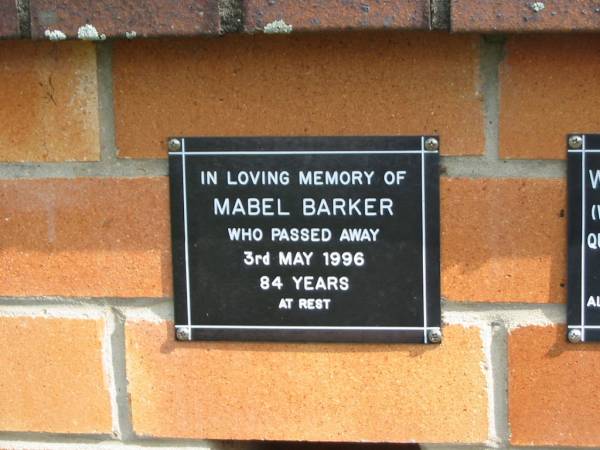 IN LOVING MEMORY OF
MABEL BARKER
WHO PASSED AWAY
3rd MAY 1996
84 YEARS
AT REST